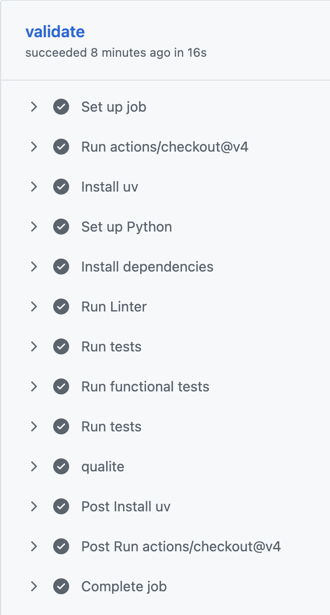 validate
succeeded 8 minutes ago in 16s
Set up job
Run actions/checkout@v4
Install uv
Set up Python
Install dependencies
Run Linter
Run tests
Run functional tests
Run tests
qualite
Post Install uv
Post Run actions/checkout@v4
Complete job